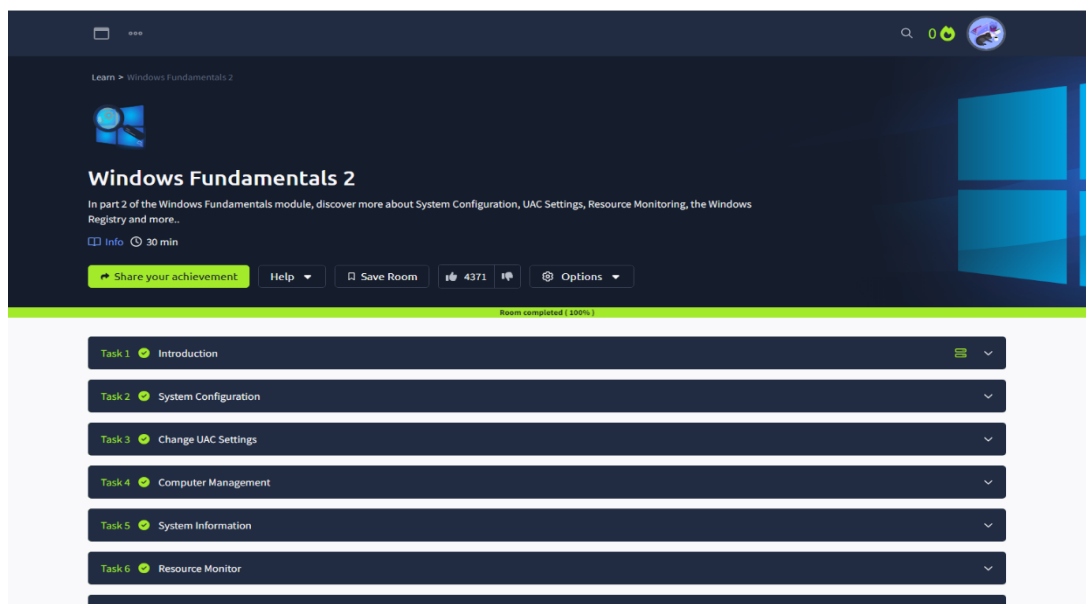 0
Learn > Windows Fundamentals 2
Windows Fundamentals 2
In part 2 of the Windows Fundamentals module, discover more about System Configuration, UAC Settings, Resource Monitoring, the Windows
Registry and more..
Info 30 min
Share your achievement Help Save Room 4371 Options
Room completed ( 100% )
Task 1 Introduction
Task 2 System Configuration
Task 3 Change UAC Settings
Task 4 Computer Management
Task 5 System Information
Task 6 Resource Monitor